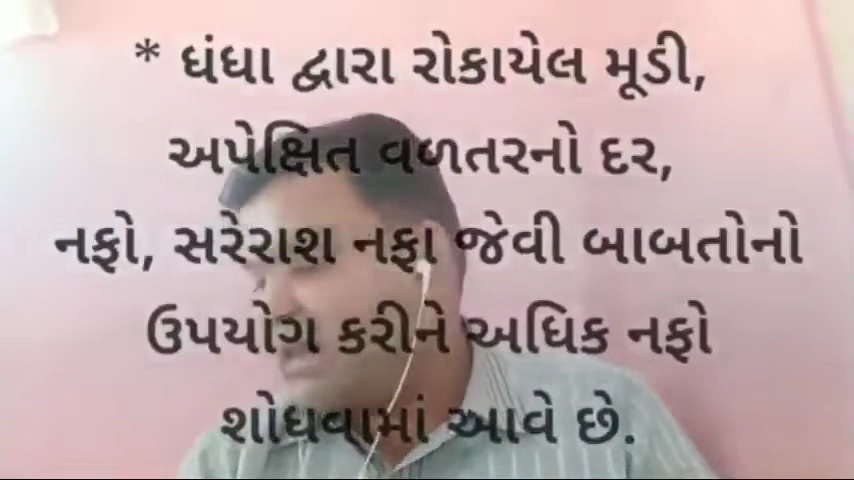 * ધંધા દ્વારા રોકાયેલ મૂડી,
અપેક્ષિત વળતરનો દર,
નફો, સરેરાશ નફા જેવી બાબતોનો
ઉપયોગ કરીને અધિક નફો
શોધવામાં આવે છે.